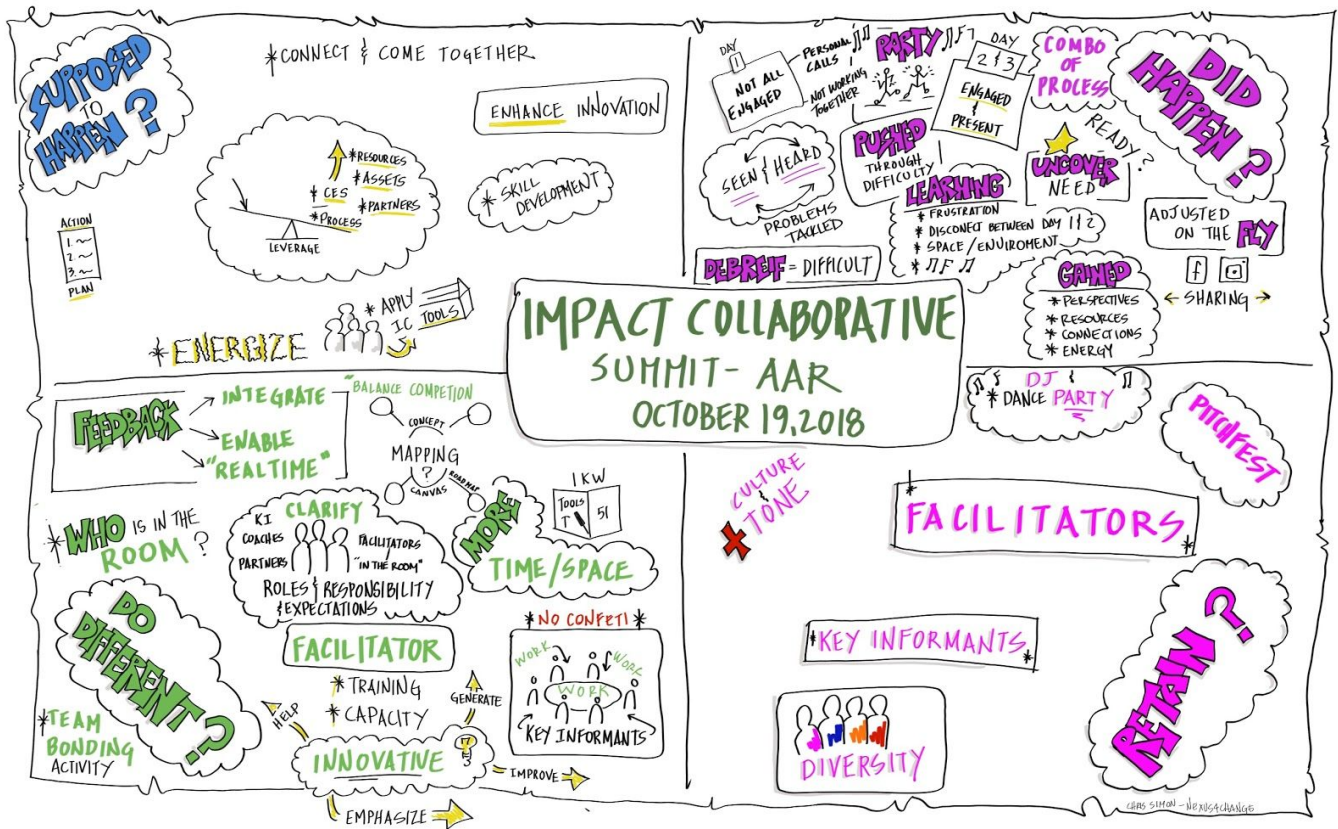 SUPPOSED
TO
HAPPEN?
*CONNECT & COME TOGETHER
ENHANCE INNOVATION
*RESOURCES
*ASSETS
*CES
*PARTNERS
*PROCESS
LEVERAGE
*SKILL
DEVELOPMENT
ACTION
1.~
2.~
3.~
PLAN
*ENERGIZE
*APPLY
IC TOOLS
DAY
1
NOT ALL
ENGAGED
PERSONAL
CALLS
NOT WORKING
TOGETHER
PARTY
DAY
2 & 3
ENGAGED
&
PRESENT
COMBO
OF
PROCESS
DID
HAPPEN?
SEEN & HEARD
PROBLEMS
TACKLED
PUSHED
THROUGH
DIFFICULTY
READY?
UNCOVER
NEED
LEARNING
* FRUSTRATION
* DISCONECT BETWEEN DAY 1 & 2
* SPACE/ENVIROMENT
*
ADJUSTED
ON THE FLY
f
← SHARING →
DEBREIF = DIFFICULT
GAINED
* PERSPECTIVES
* RESOURCES
* CONNECTIONS
* ENERGY
IMPACT COLLABORATIVE
SUMMIT- AAR
OCTOBER 19,2018
FEEDBACK
INTEGRATE
ENABLE
"REALTIME"
"BALANCE COMPETION
CONCEPT
MAPPING
?
CANVAS
ROADMAP
*WHO IS IN THE
ROOM?
CLARIFY
KI
COACHES
PARTNERS
FACILITATORS
"IN THE ROOM"
ROLES & RESPONSIBILITY
& EXPECTATIONS
MORE
TIME/SPACE
1 KW
TOOLS
T
51
DO
DIFFERENT?
*TEAM
BONDING
ACTIVITY
FACILITATOR
*TRAINING
*CAPACITY
HELP
GENERATE
INNOVATIVE
IMPROVE
EMPHASIZE
*NO CONFETI*
WORK
WORK
WORK
KEY INFORMANTS
DJ &
* DANCE PARTY
PITCHFEST
CULTURE
&
TONE
*FACILITATORS*
*KEY INFORMANTS*
DIVERSITY
RETAIN?
CHAS SIMON - NEXUS4CHANGE